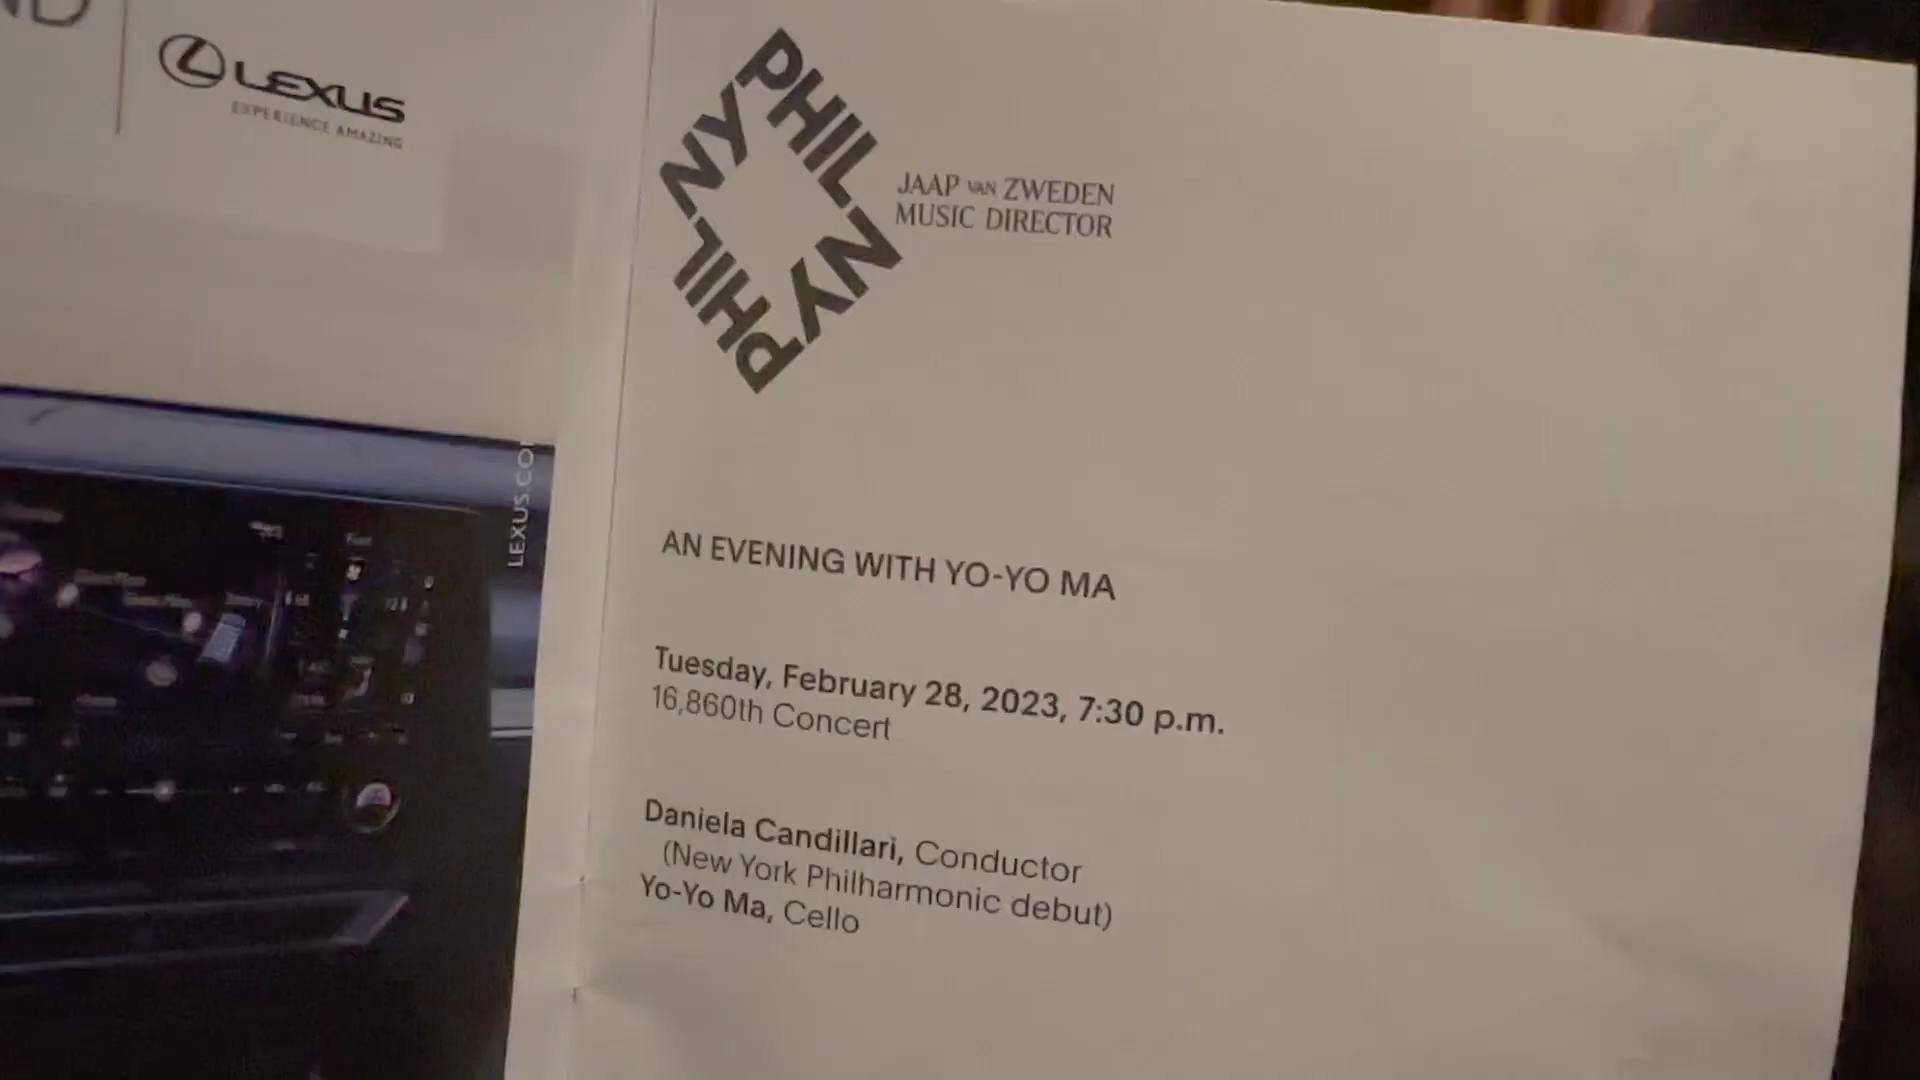 LEXUS
EXPERIENCE AMAZING
LEXUS.CO
NY PHIL NY PHIL
JAAP VAN ZWEDEN
MUSIC DIRECTOR
AN EVENING WITH YO-YO MA
Tuesday, February 28, 2023, 7:30 p.m.
16,860th Concert
Daniela Candillari, Conductor
(New York Philharmonic debut)
Yo-Yo Ma, Cello